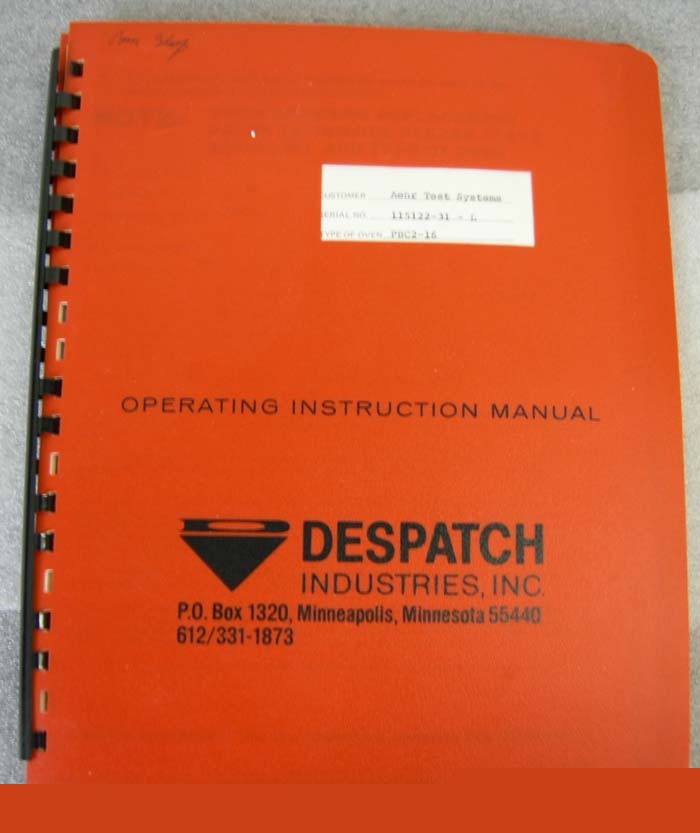 CUSTOMER Aehr Test Systems
SERIAL NO. 115122-31 - L
TYPE OF OVEN PBC2-16
OPERATING INSTRUCTION MANUAL
DESPATCH
INDUSTRIES, INC.
P.O. Box 1320, Minneapolis, Minnesota 55440
612/331-1873